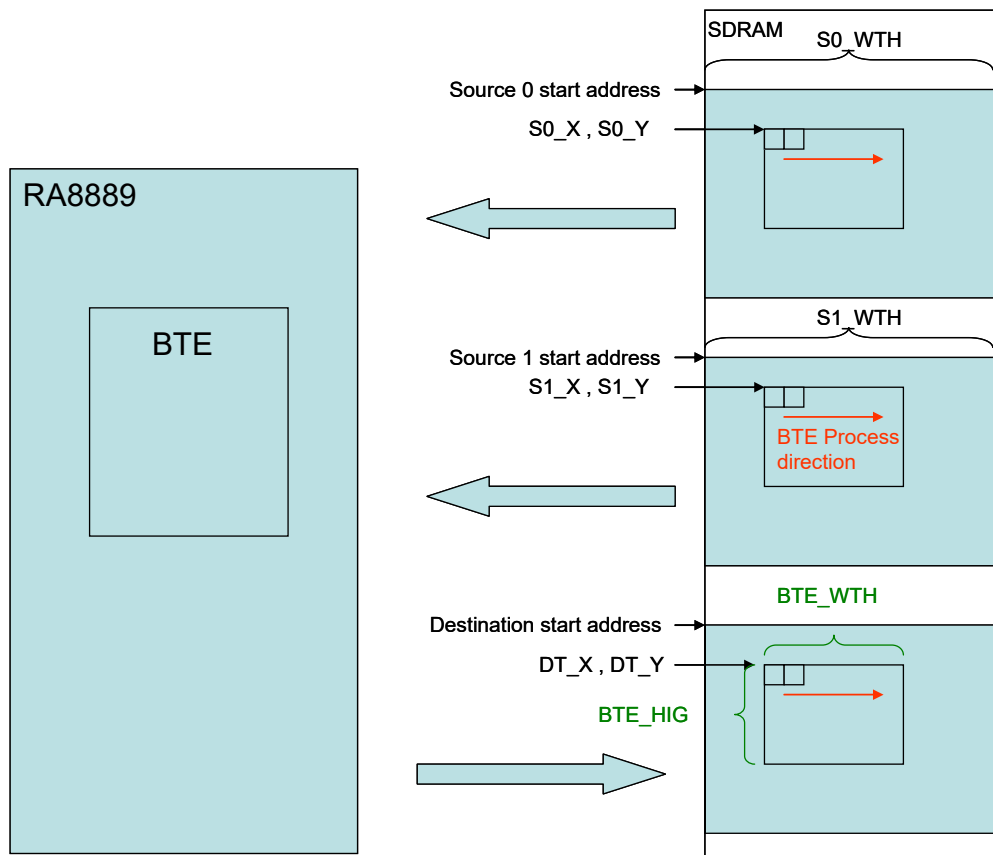 SDRAM
S0_WTH
Source 0 start address
S0_X , S0_Y
RA8889
BTE
S1_WTH
Source 1 start address
S1_X , S1_Y
BTE Process
direction
BTE_WTH
Destination start address
DT_X , DT_Y
BTE_HIG